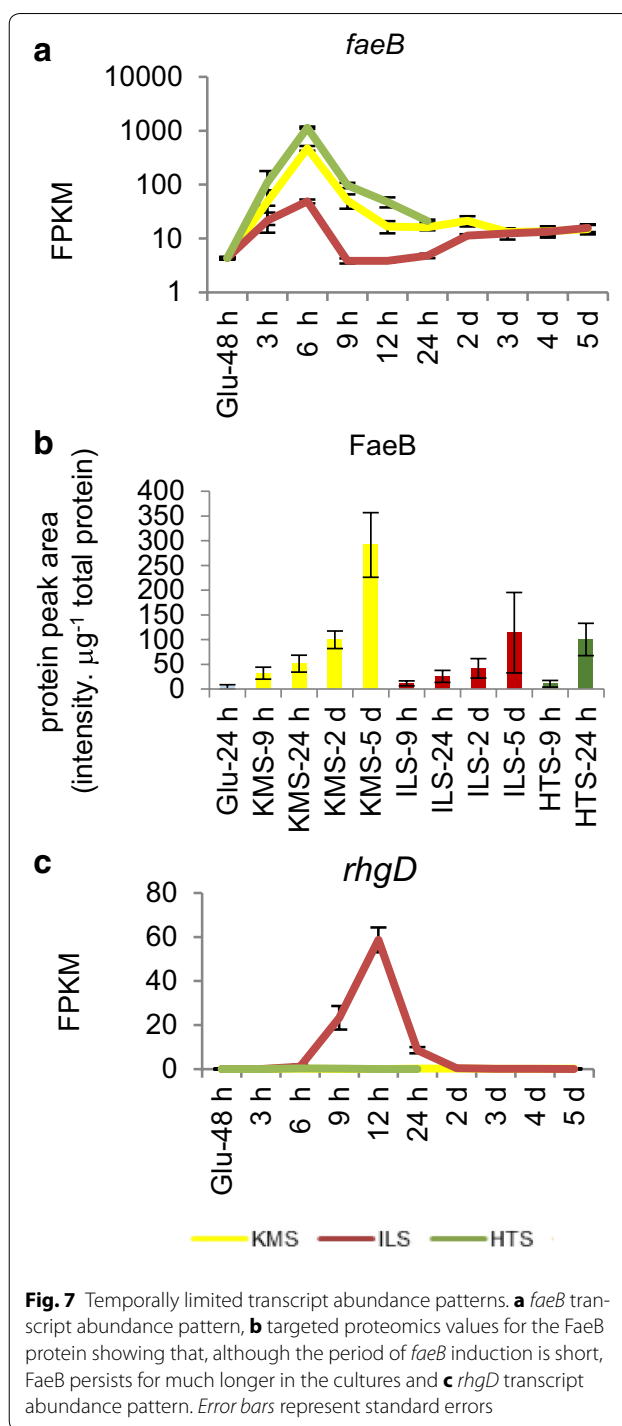 a
faeB
10000
1000
100
10
1
FPKM
Glu-48 h
3 h
6 h
9 h
12 h
24 h
2 d
3 d
4 d
5 d
b
FaeB
protein peak area
(intensity. μg⁻¹ total protein)
400
350
300
250
200
150
100
50
0
Glu-24 h
KMS-9 h
KMS-24 h
KMS-2 d
KMS-5 d
ILS-9 h
ILS-24 h
ILS-2 d
ILS-5 d
HTS-9 h
HTS-24 h
c
rhgD
80
60
40
20
0
FPKM
Glu-48 h
3 h
6 h
9 h
12 h
24 h
2 d
3 d
4 d
5 d
KMS ILS HTS
Fig. 7 Temporally limited transcript abundance patterns. a faeB tran-
script abundance pattern, b targeted proteomics values for the FaeB
protein showing that, although the period of faeB induction is short,
FaeB persists for much longer in the cultures and c rhgD transcript
abundance pattern. Error bars represent standard errors